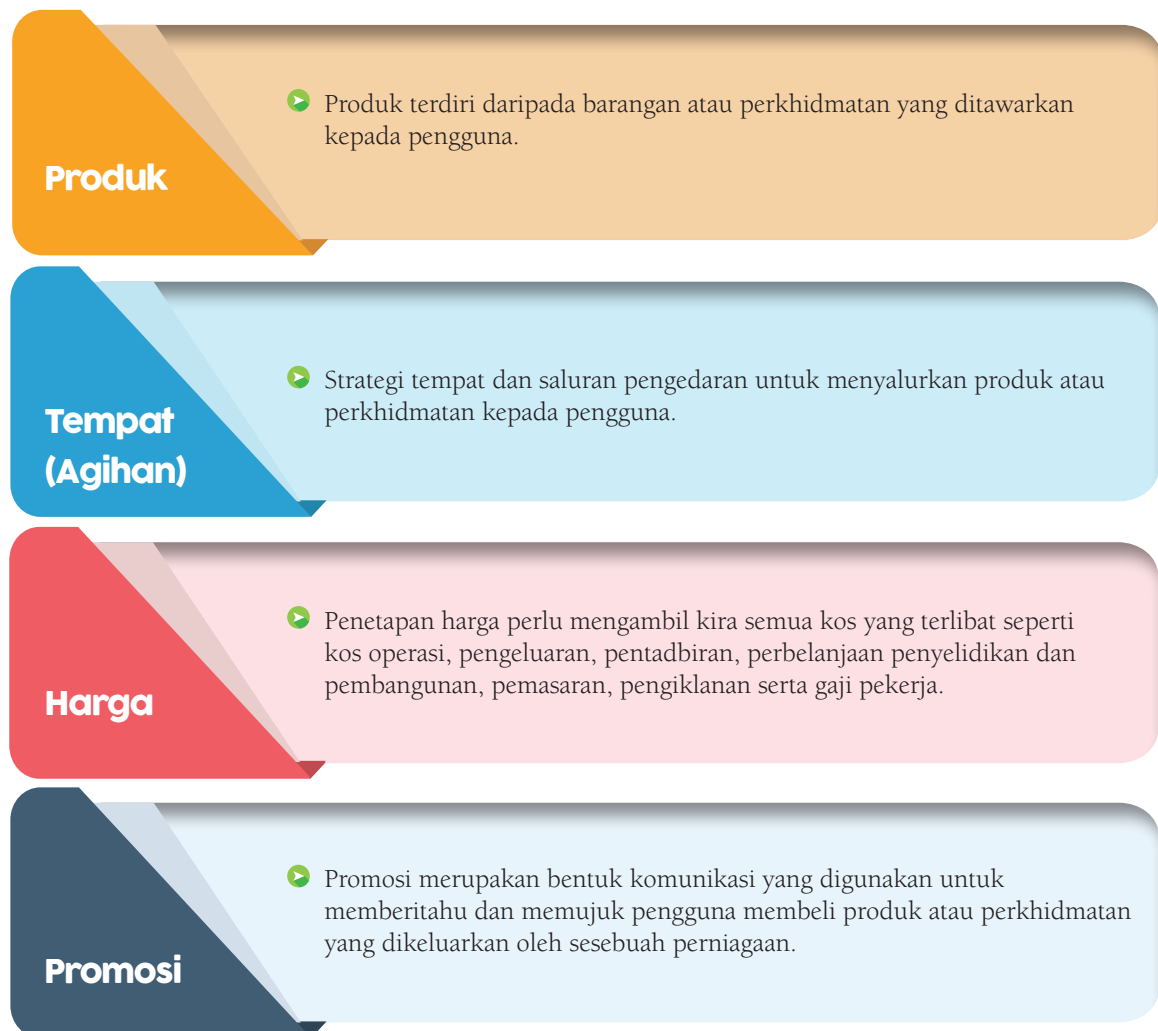 Produk
Produk terdiri daripada barangan atau perkhidmatan yang ditawarkan
kepada pengguna.
Tempat
(Agihan)
Strategi tempat dan saluran pengedaran untuk menyalurkan produk atau
perkhidmatan kepada pengguna.
Harga
Penetapan harga perlu mengambil kira semua kos yang terlibat seperti
kos operasi, pengeluaran, pentadbiran, perbelanjaan penyelidikan dan
pembangunan, pemasaran, pengiklanan serta gaji pekerja.
Promosi
Promosi merupakan bentuk komunikasi yang digunakan untuk
memberitahu dan memujuk pengguna membeli produk atau perkhidmatan
yang dikeluarkan oleh sesebuah perniagaan.